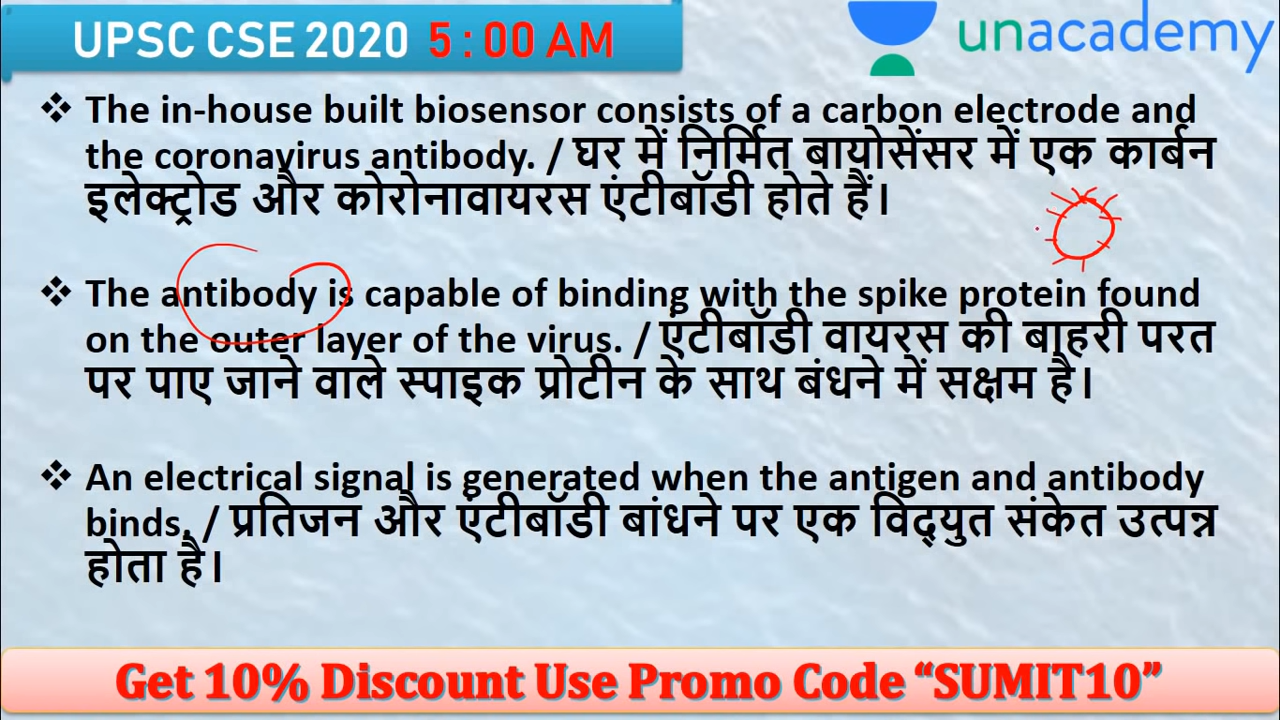 UPSC CSE 2020 5 : 00 AM
unacademy
❖ The in-house built biosensor consists of a carbon electrode and
the coronavirus antibody. / घर में निर्मित बायोसेंसर में एक कार्बन
इलेक्ट्रोड और कोरोनावायरस एंटीबॉडी होते हैं।
❖ The antibody is capable of binding with the spike protein found
on the outer layer of the virus. / एंटीबॉडी वायरस की बाहरी परत
पर पाए जाने वाले स्पाइक प्रोटीन के साथ बंधने में सक्षम है।
❖ An electrical signal is generated when the antigen and antibody
binds. / प्रतिजन और एंटीबॉडी बांधने पर एक विद्युत संकेत उत्पन्न
होता है।
Get 10% Discount Use Promo Code “SUMIT10”